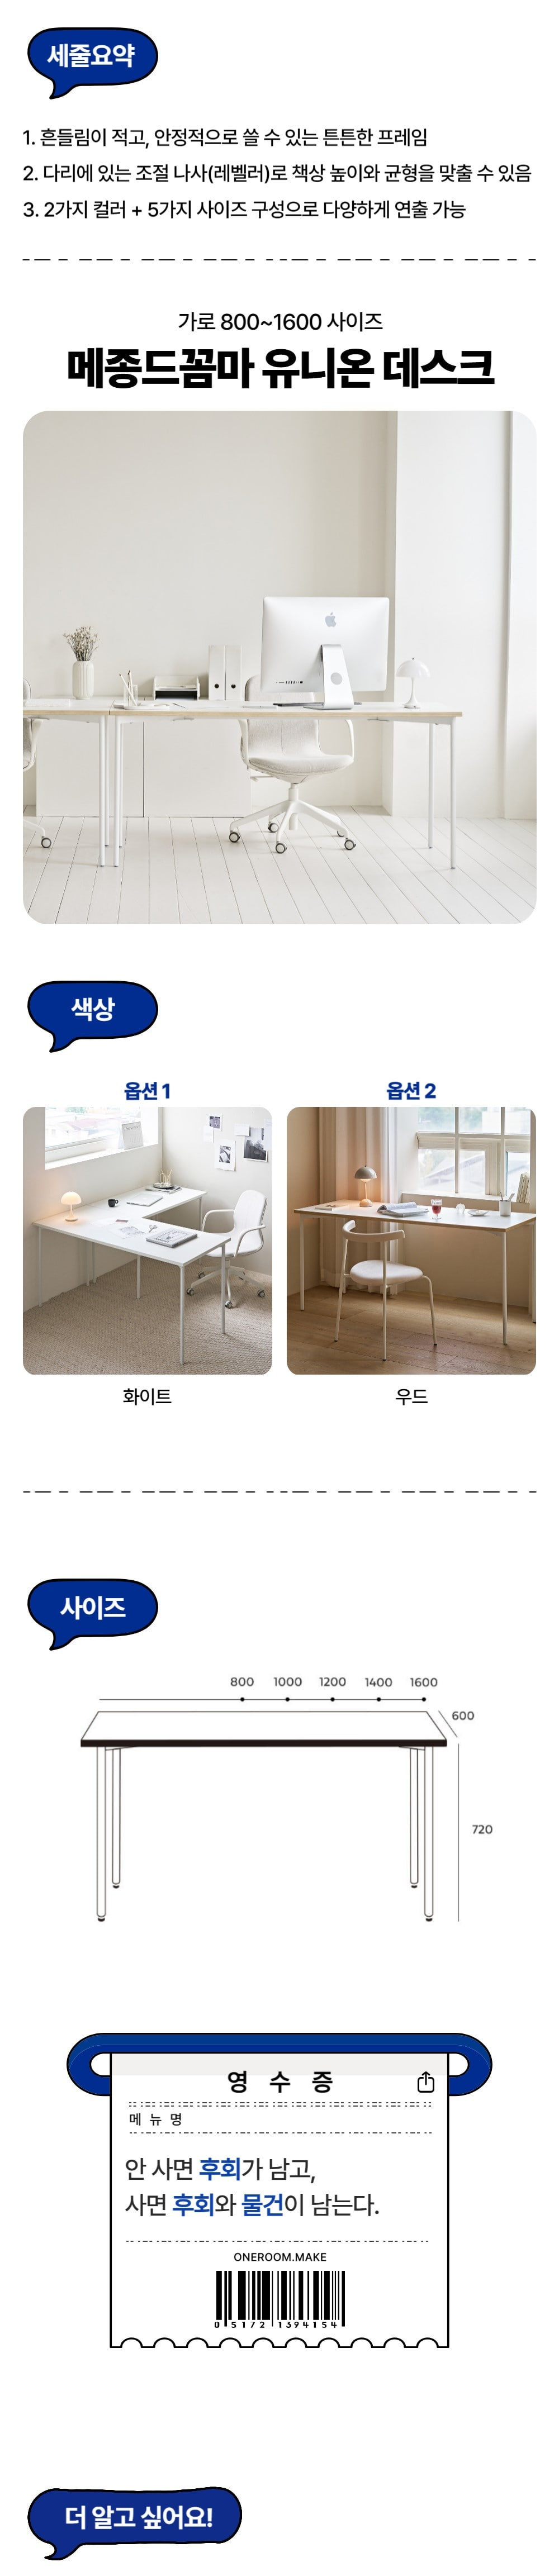 세줄요약
1. 흔들림이 적고, 안정적으로 쓸 수 있는 튼튼한 프레임
2. 다리에 있는 조절 나사(레벨러)로 책상 높이와 균형을 맞출 수 있음
3. 2가지 컬러 + 5가지 사이즈 구성으로 다양하게 연출 가능
가로 800~1600 사이즈
메종드꼼마 유니온 데스크
색상
옵션 1
옵션 2
화이트
우드
사이즈
800 1000 1200 1400 1600
600
720
영 수 증
메 뉴 명
안 사면 후회가 남고,
사면 후회와 물건이 남는다.
ONEROOM.MAKE
0 5172 1394154
더 알고 싶어요!